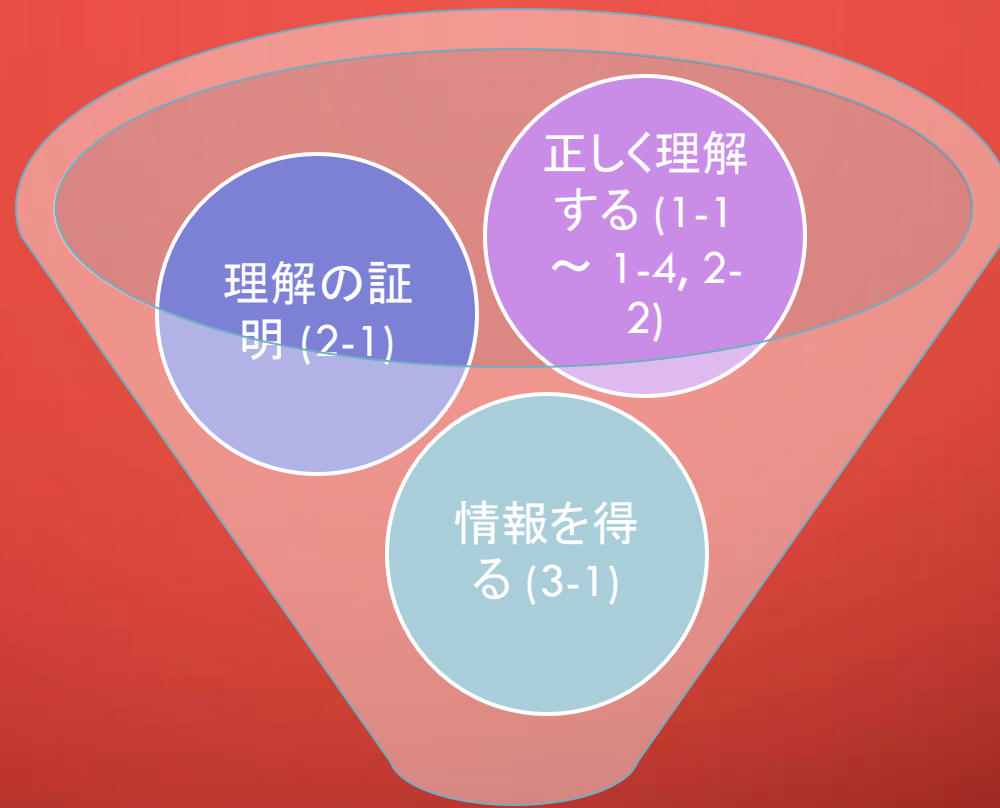 理解の証
明 (2-1)
正しく理解
する (1-1
～ 1-4, 2-
2)
情報を得
る (3-1)